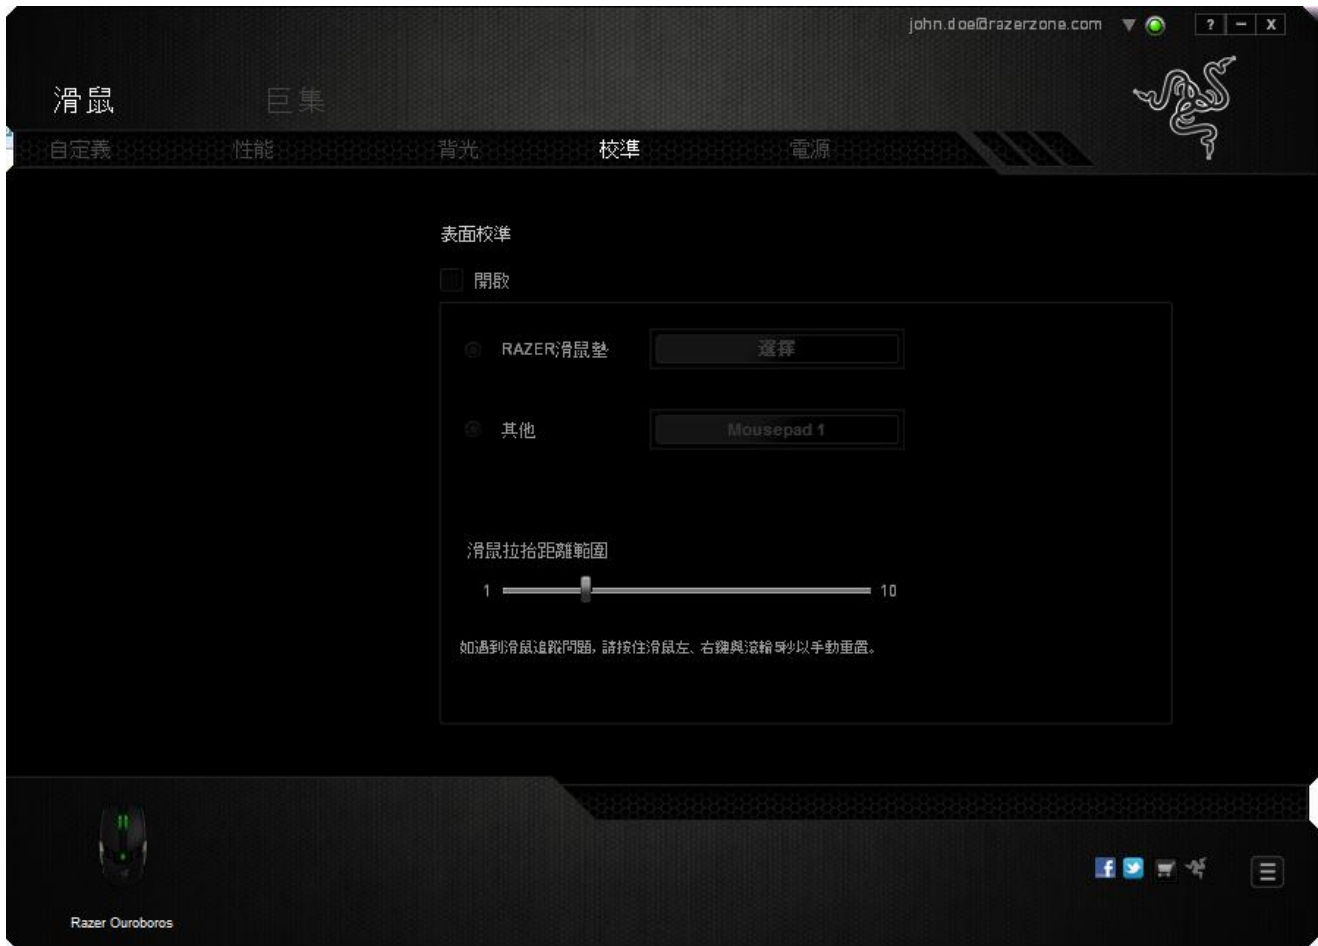 john.doe@razerzone.com
? - X
滑鼠 巨集
自定義 性能 背光 校準 電源
表面校準
開啟
RAZER滑鼠墊 選擇
其他 Mousepad 1
滑鼠拉抬距離範圍
1 10
如遇到滑鼠追蹤問題, 請按住滑鼠左、右鍵與滾輪 5秒以手動重置。
Razer Ouroboros